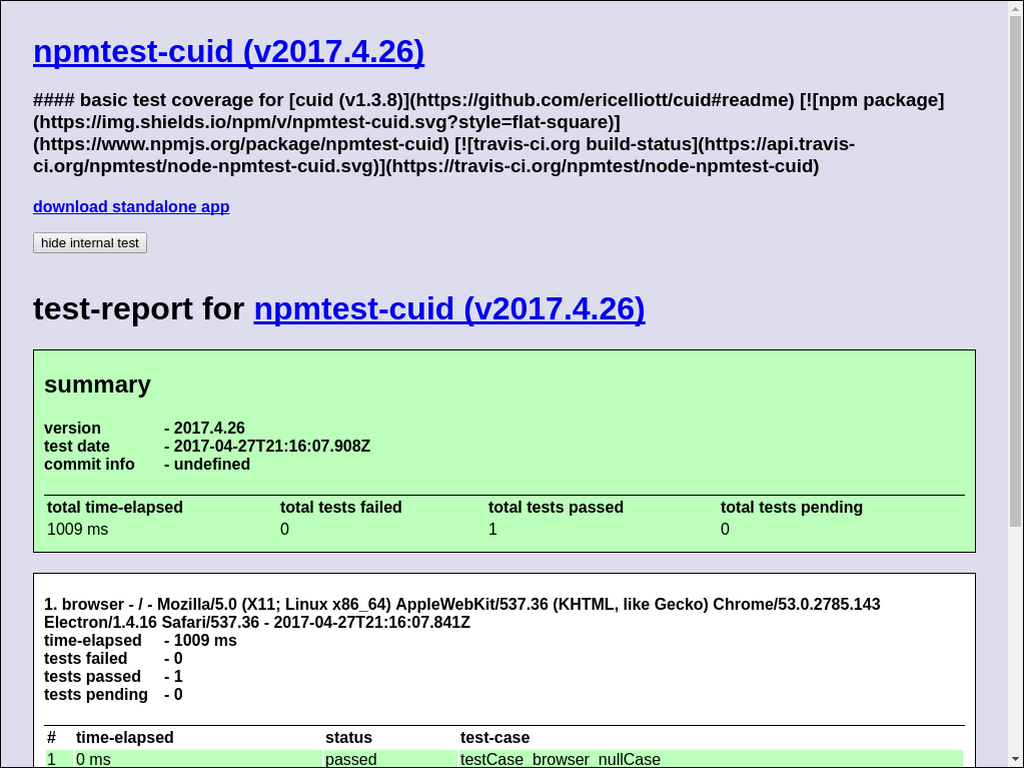 npmtest-cuid (v2017.4.26)
#### basic test coverage for [cuid (v1.3.8)](https://github.com/ericelliott/cuid#readme) [![npm package]
(https://img.shields.io/npm/v/npmtest-cuid.svg?style=flat-square)]
(https://www.npmjs.org/package/npmtest-cuid) [![travis-ci.org build-status](https://api.travis-
ci.org/npmtest/node-npmtest-cuid.svg)](https://travis-ci.org/npmtest/node-npmtest-cuid)
download standalone app
hide internal test
test-report for npmtest-cuid (v2017.4.26)
summary
version - 2017.4.26
test date - 2017-04-27T21:16:07.908Z
commit info - undefined
total time-elapsed total tests failed total tests passed total tests pending
1009 ms 0 1 0
1. browser - / - Mozilla/5.0 (X11; Linux x86_64) AppleWebKit/537.36 (KHTML, like Gecko) Chrome/53.0.2785.143
Electron/1.4.16 Safari/537.36 - 2017-04-27T21:16:07.841Z
time-elapsed - 1009 ms
tests failed - 0
tests passed - 1
tests pending - 0
# time-elapsed status test-case
1 0 ms passed testCase_browser_nullCase